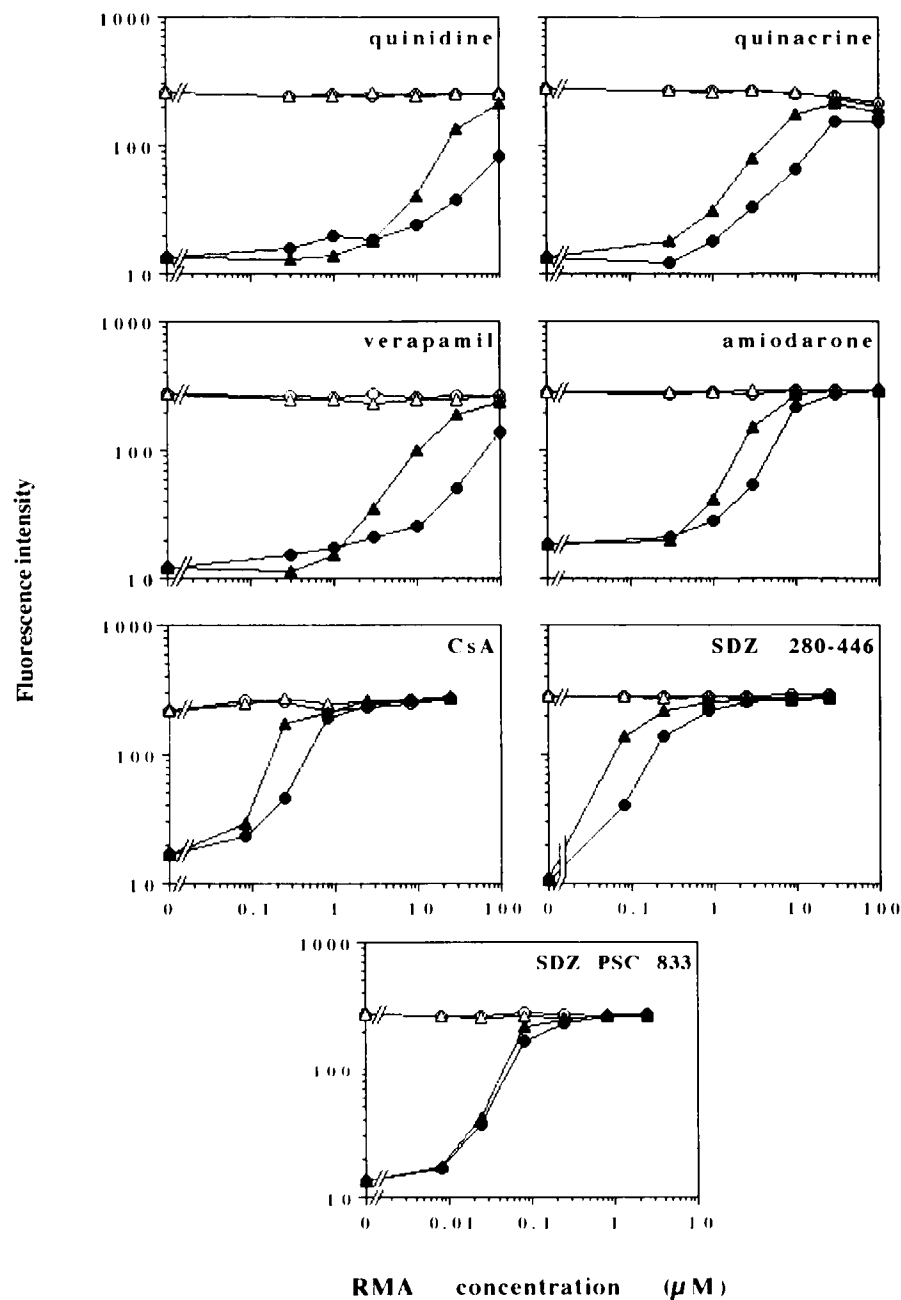 1000
quinidine
quinacrine
100
10
1000
verapamil
amiodarone
100
10
Fluorescence intensity
1000
CsA
SDZ 280-446
100
10
0 0.1 1 10 100
0 0.1 1 10 100
1000
SDZ PSC 833
100
10
0 0.01 0.1 1 10
RMA concentration (µM)